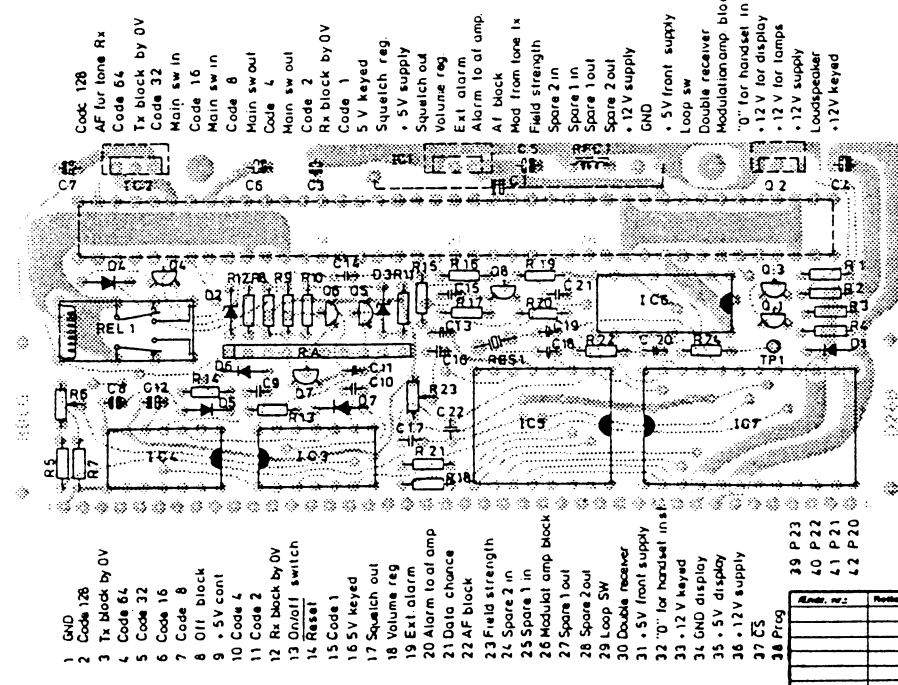 Code 128
AF fur tone Rx
Code 64
Tx block by 0V
Code 32
Main sw in
Code 16
Main sw in
Code 8
Main sw out
Code 4
Main sw out
Code 2
Rx block by 0V
Code 1
5 V keyed
Squelch reg.
+ 5V supply
Squelch out
Volume reg
Ext alarm
Alarm to af amp.
Af block
Mod from tone tx
Field strength
Spare 2 in
Spare 1 in
Spare 1 out
Spare 2 out
+ 12 V supply
GND
+ 5V front supply
Loop sw
Double receiver
Modulation amp bloc
"0" for handset in
+ 12 V for display
+ 12 V for lamps
+ 12 V supply
Loudspeaker
+ 12V keyed
C7 IC2 C6 C3 IC1 C5 RFC1 C1 Q2 C4
D4 Q4 R12 R8 R9 R10 C14 D3 R11 R15 R16 Q8 R19 Q3 R1
D2 Q6 Q5 C15 C21 IC6 R2
REL1 R17 R20 Q1 R3
C13 C19 R4
RA C16 RBS1 C18 R22 C20 R24 TP1 D1
D6 C11
R6 C8 C12 R14 C9 Q7 C10 R23
D5 R13 D7 C22 IC5 IC7
C17
R5 R7 IC4 IC3 R21
R18
1 GND
2 Code 128
3 Tx block by 0V
4 Code 64
5 Code 32
6 Code 16
7 Code 8
8 Off block
9 + 5V cont
10 Code 4
11 Code 2
12 Rx block by 0V
13 On/off switch
14 Reset
15 Code 1
16 5V keyed
17 Squelch out
18 Volume reg
19 Ext. alarm
20 Alarm to af amp
21 Data chance
22 AF block
23 Field strength
24 Spare 2 in
25 Spare 1 in
26 Modulat amp block
27 Spare 1 out
28 Spare 2 out
29 Loop SW
30 Double receiver
31 + 5V front supply
32 "0" for handset inst
33 + 12 V keyed
34 GND display
35 + 5V display
36 + 12 V supply
37 CS
38 Prog
39 P 23
40 P 22
41 P 21
42 P 20